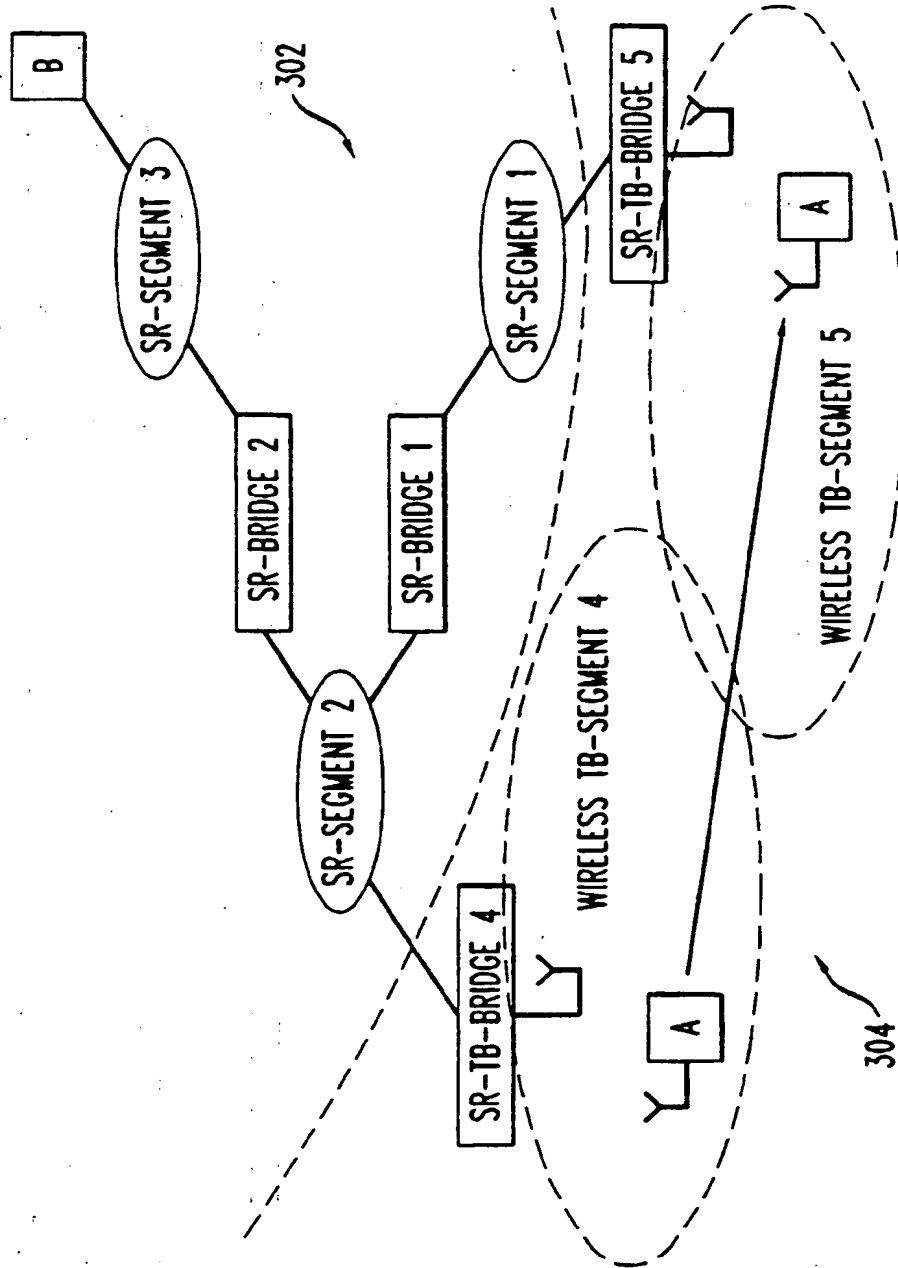 B
302
SR-SEGMENT 3
SR-BRIDGE 2
SR-SEGMENT 2
SR-BRIDGE 1
SR-SEGMENT 1
SR-TB-BRIDGE 4
SR-TB-BRIDGE 5
WIRELESS TB-SEGMENT 4
A
WIRELESS TB-SEGMENT 5
A
304